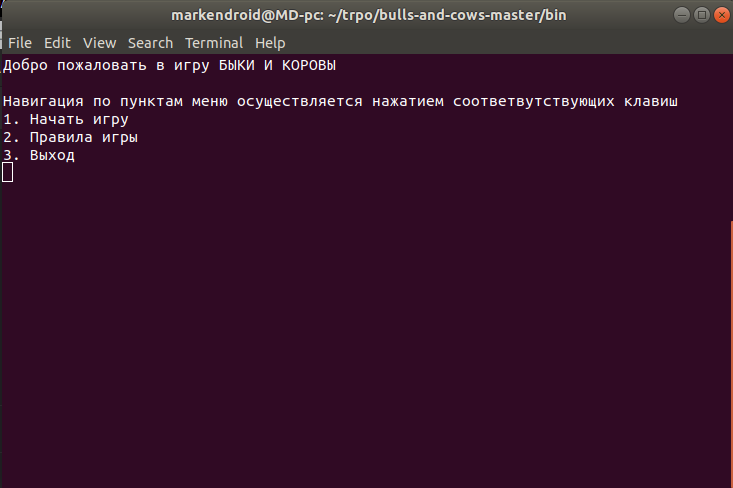 markendroid@MD-pc: ~/trpo/bulls-and-cows-master/bin
File Edit View Search Terminal Help
Добро пожаловать в игру БЫКИ И КОРОВЫ
Навигация по пунктам меню осуществляется нажатием соответвутствующих клавиш
1. Начать игру
2. Правила игры
3. Выход